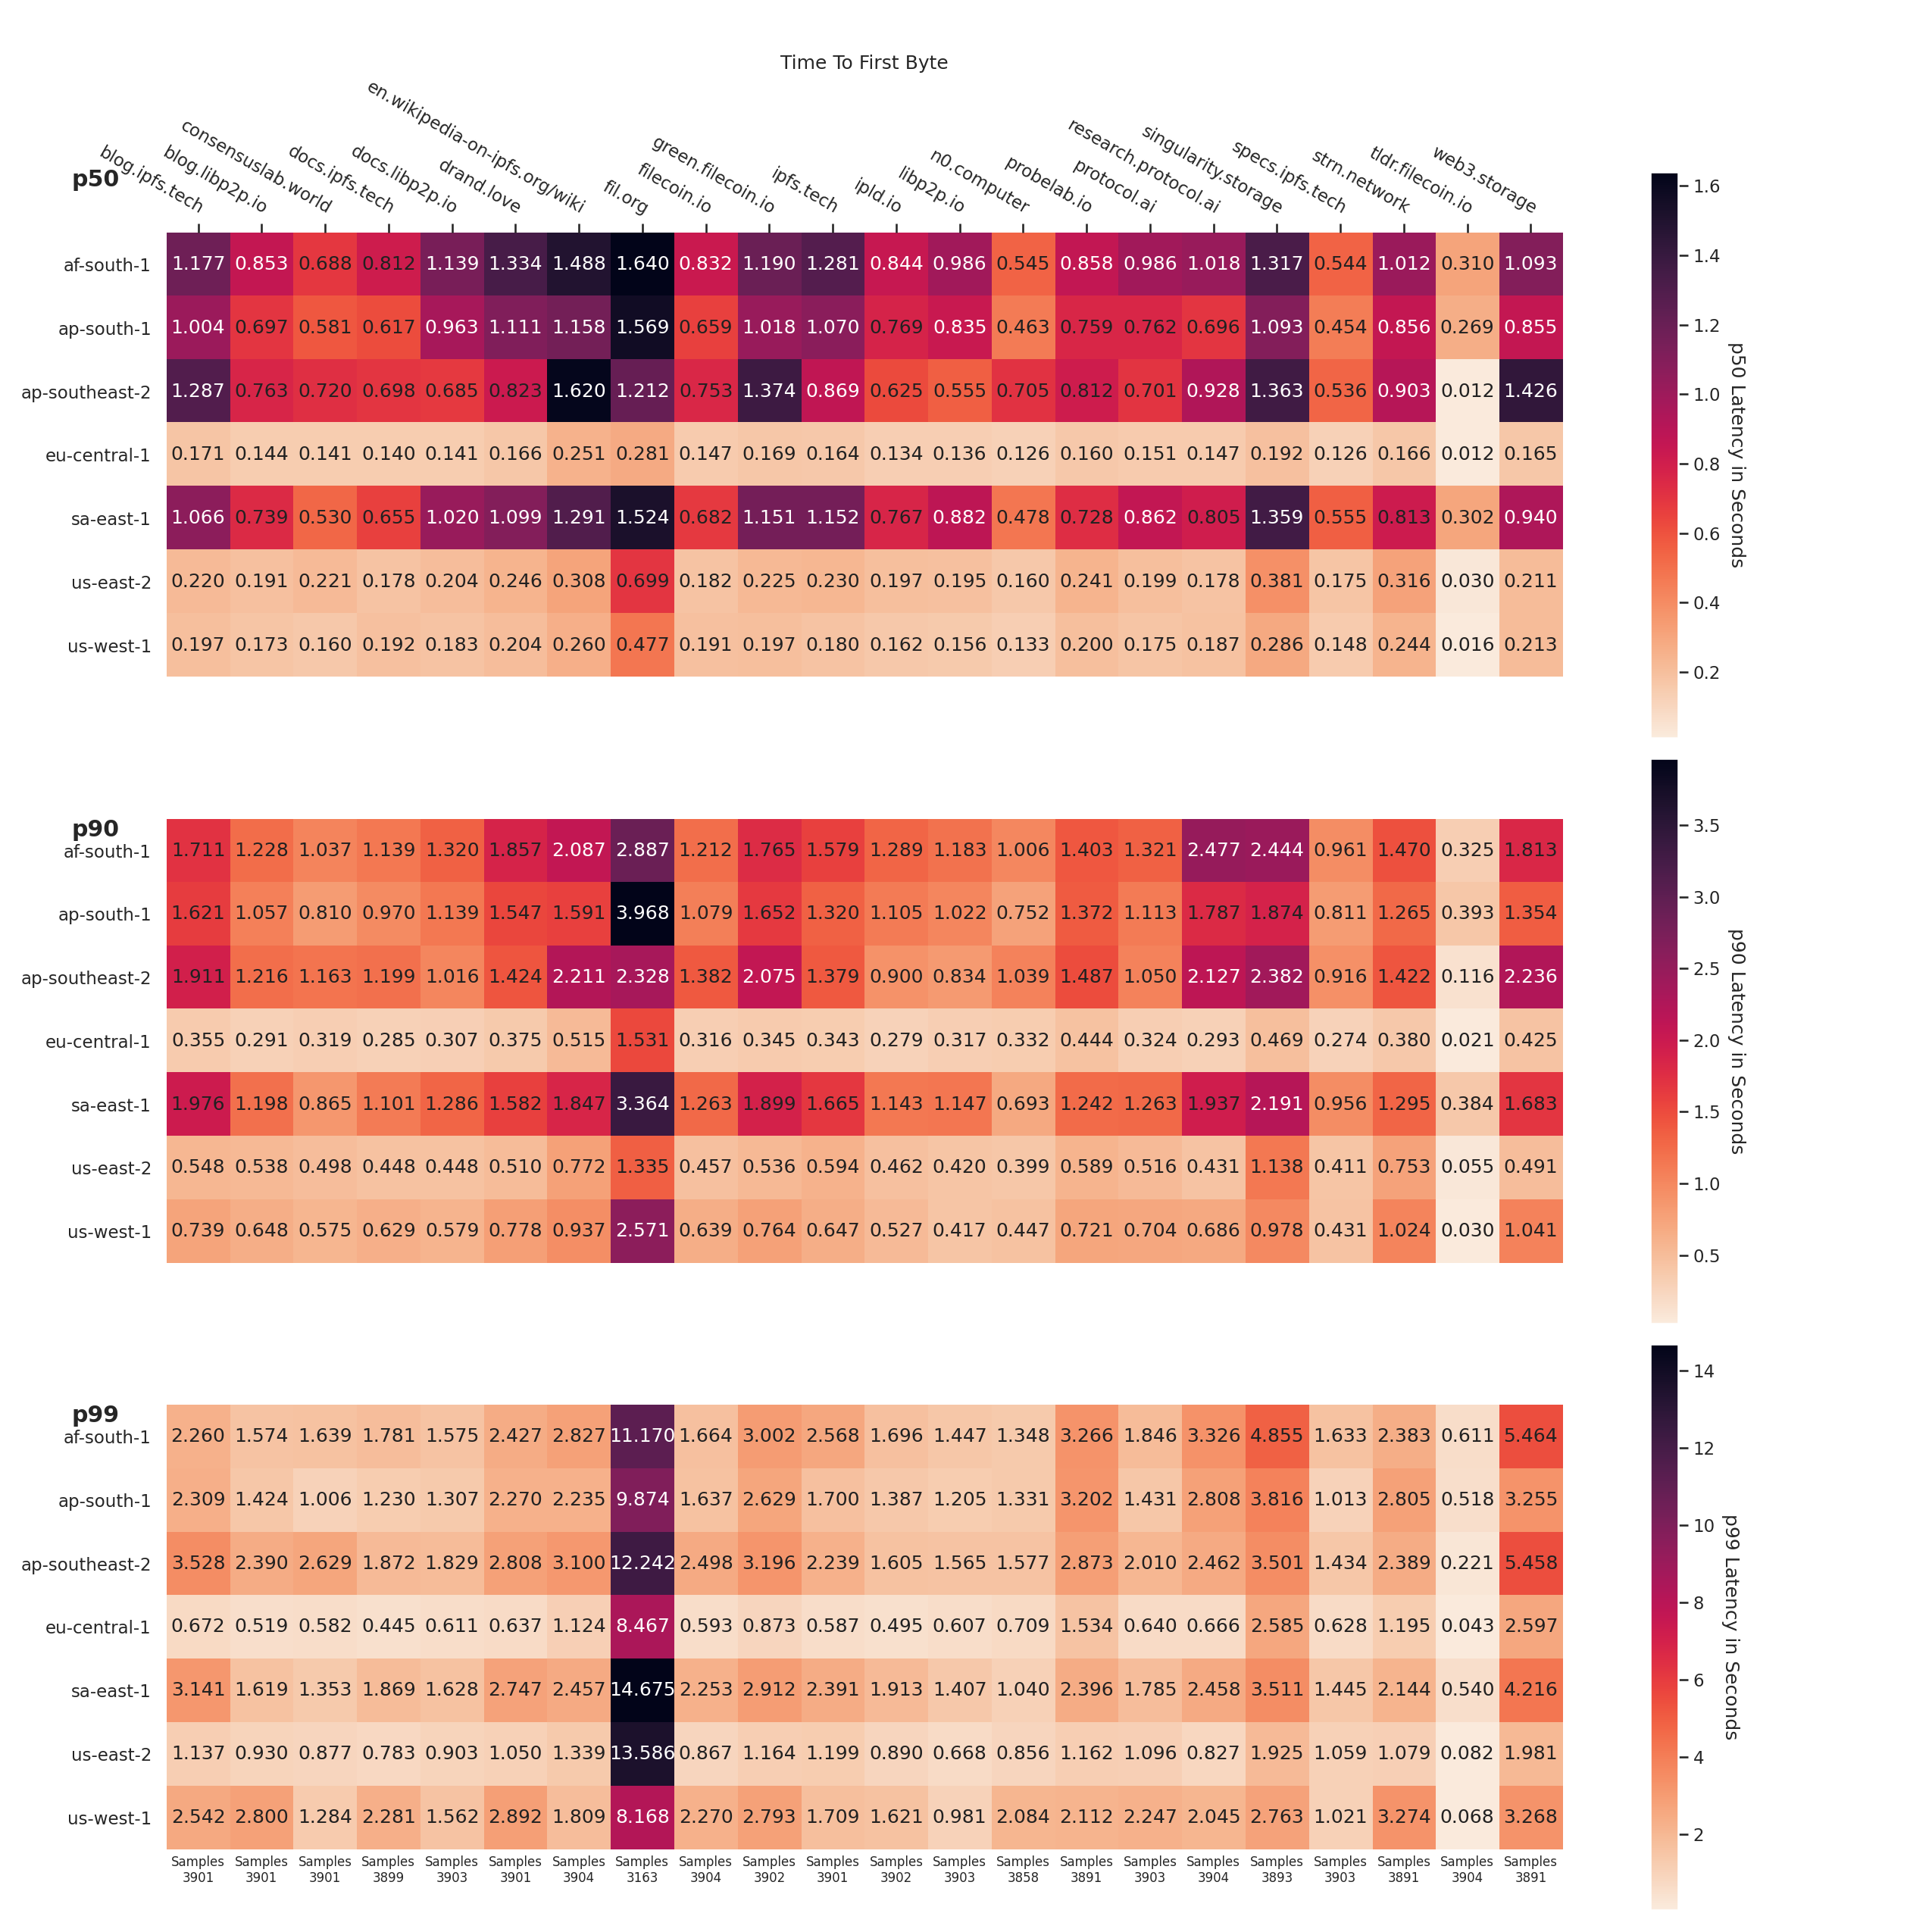 Time To First Byte
p50
blog.ipfs.tech
blog.libp2p.io
consensuslab.world
docs.ipfs.tech
docs.libp2p.io
drand.love
en.wikipedia-on-ipfs.org/wiki
fil.org
filecoin.io
green.filecoin.io
ipfs.tech
ipld.io
libp2p.io
n0.computer
probelab.io
protocol.ai
research.protocol.ai
singularity.storage
specs.ipfs.tech
strn.network
tldr.filecoin.io
web3.storage
af-south-1 1.177 0.853 0.688 0.812 1.139 1.334 1.488 1.640 0.832 1.190 1.281 0.844 0.986 0.545 0.858 0.986 1.018 1.317 0.544 1.012 0.310 1.093
ap-south-1 1.004 0.697 0.581 0.617 0.963 1.111 1.158 1.569 0.659 1.018 1.070 0.769 0.835 0.463 0.759 0.762 0.696 1.093 0.454 0.856 0.269 0.855
ap-southeast-2 1.287 0.763 0.720 0.698 0.685 0.823 1.620 1.212 0.753 1.374 0.869 0.625 0.555 0.705 0.812 0.701 0.928 1.363 0.536 0.903 0.012 1.426
eu-central-1 0.171 0.144 0.141 0.140 0.141 0.166 0.251 0.281 0.147 0.169 0.164 0.134 0.136 0.126 0.160 0.151 0.147 0.192 0.126 0.166 0.012 0.165
sa-east-1 1.066 0.739 0.530 0.655 1.020 1.099 1.291 1.524 0.682 1.151 1.152 0.767 0.882 0.478 0.728 0.862 0.805 1.359 0.555 0.813 0.302 0.940
us-east-2 0.220 0.191 0.221 0.178 0.204 0.246 0.308 0.699 0.182 0.225 0.230 0.197 0.195 0.160 0.241 0.199 0.178 0.381 0.175 0.316 0.030 0.211
us-west-1 0.197 0.173 0.160 0.192 0.183 0.204 0.260 0.477 0.191 0.197 0.180 0.162 0.156 0.133 0.200 0.175 0.187 0.286 0.148 0.244 0.016 0.213
1.6
1.4
1.2
1.0
0.8
0.6
0.4
0.2
p50 Latency in Seconds
p90
af-south-1 1.711 1.228 1.037 1.139 1.320 1.857 2.087 2.887 1.212 1.765 1.579 1.289 1.183 1.006 1.403 1.321 2.477 2.444 0.961 1.470 0.325 1.813
ap-south-1 1.621 1.057 0.810 0.970 1.139 1.547 1.591 3.968 1.079 1.652 1.320 1.105 1.022 0.752 1.372 1.113 1.787 1.874 0.811 1.265 0.393 1.354
ap-southeast-2 1.911 1.216 1.163 1.199 1.016 1.424 2.211 2.328 1.382 2.075 1.379 0.900 0.834 1.039 1.487 1.050 2.127 2.382 0.916 1.422 0.116 2.236
eu-central-1 0.355 0.291 0.319 0.285 0.307 0.375 0.515 1.531 0.316 0.345 0.343 0.279 0.317 0.332 0.444 0.324 0.293 0.469 0.274 0.380 0.021 0.425
sa-east-1 1.976 1.198 0.865 1.101 1.286 1.582 1.847 3.364 1.263 1.899 1.665 1.143 1.147 0.693 1.242 1.263 1.937 2.191 0.956 1.295 0.384 1.683
us-east-2 0.548 0.538 0.498 0.448 0.448 0.510 0.772 1.335 0.457 0.536 0.594 0.462 0.420 0.399 0.589 0.516 0.431 1.138 0.411 0.753 0.055 0.491
us-west-1 0.739 0.648 0.575 0.629 0.579 0.778 0.937 2.571 0.639 0.764 0.647 0.527 0.417 0.447 0.721 0.704 0.686 0.978 0.431 1.024 0.030 1.041
3.5
3.0
2.5
2.0
1.5
1.0
0.5
p90 Latency in Seconds
p99
af-south-1 2.260 1.574 1.639 1.781 1.575 2.427 2.827 11.170 1.664 3.002 2.568 1.696 1.447 1.348 3.266 1.846 3.326 4.855 1.633 2.383 0.611 5.464
ap-south-1 2.309 1.424 1.006 1.230 1.307 2.270 2.235 9.874 1.637 2.629 1.700 1.387 1.205 1.331 3.202 1.431 2.808 3.816 1.013 2.805 0.518 3.255
ap-southeast-2 3.528 2.390 2.629 1.872 1.829 2.808 3.100 12.242 2.498 3.196 2.239 1.605 1.565 1.577 2.873 2.010 2.462 3.501 1.434 2.389 0.221 5.458
eu-central-1 0.672 0.519 0.582 0.445 0.611 0.637 1.124 8.467 0.593 0.873 0.587 0.495 0.607 0.709 1.534 0.640 0.666 2.585 0.628 1.195 0.043 2.597
sa-east-1 3.141 1.619 1.353 1.869 1.628 2.747 2.457 14.675 2.253 2.912 2.391 1.913 1.407 1.040 2.396 1.785 2.458 3.511 1.445 2.144 0.540 4.216
us-east-2 1.137 0.930 0.877 0.783 0.903 1.050 1.339 13.586 0.867 1.164 1.199 0.890 0.668 0.856 1.162 1.096 0.827 1.925 1.059 1.079 0.082 1.981
us-west-1 2.542 2.800 1.284 2.281 1.562 2.892 1.809 8.168 2.270 2.793 1.709 1.621 0.981 2.084 2.112 2.247 2.045 2.763 1.021 3.274 0.068 3.268
Samples Samples Samples Samples Samples Samples Samples Samples Samples Samples Samples Samples Samples Samples Samples Samples Samples Samples Samples Samples Samples Samples
3901 3901 3901 3899 3903 3901 3904 3163 3904 3902 3901 3902 3903 3858 3891 3903 3904 3893 3903 3891 3904 3891
14
12
10
8
6
4
2
p99 Latency in Seconds